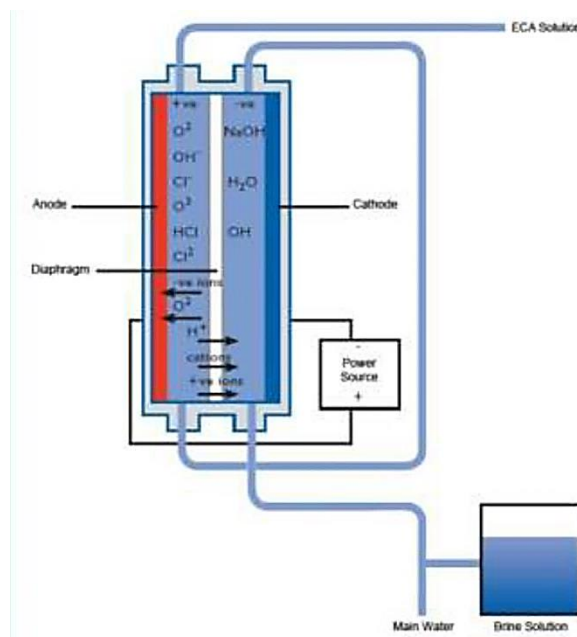 ECA Solution
+ve
-ve
O²
NaOH
OH⁻
Cl⁻
H₂O
Anode
O³
Cathode
HCl
OH
Cl²
Diaphragm
-ve ions
O²
H⁺
-
cations
Power
Source
+ve ions
+
Main Water
Brine Solution